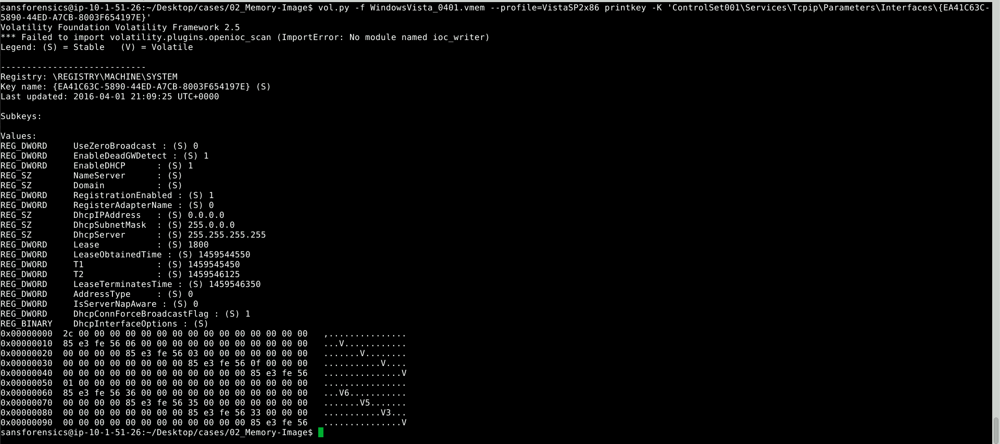 sansforensics@ip-10-1-51-26:~/Desktop/cases/02_Memory-Image$ vol.py -f WindowsVista_0401.vmem --profile=VistaSP2x86 printkey -K 'ControlSet001\Services\Tcpip\Parameters\Interfaces\{EA41C63C-
5890-44ED-A7CB-8003F654197E}'
Volatility Foundation Volatility Framework 2.5
*** Failed to import volatility.plugins.openioc_scan (ImportError: No module named ioc_writer)
Legend: (S) = Stable   (V) = Volatile
----------------------------
Registry: \REGISTRY\MACHINE\SYSTEM
Key name: {EA41C63C-5890-44ED-A7CB-8003F654197E} (S)
Last updated: 2016-04-01 21:09:25 UTC+0000
Subkeys:
Values:
REG_DWORD     UseZeroBroadcast : (S) 0
REG_DWORD     EnableDeadGWDetect : (S) 1
REG_DWORD     EnableDHCP      : (S) 1
REG_SZ        NameServer      : (S)
REG_SZ        Domain          : (S)
REG_DWORD     RegistrationEnabled : (S) 1
REG_DWORD     RegisterAdapterName : (S) 0
REG_SZ        DhcpIPAddress   : (S) 0.0.0.0
REG_SZ        DhcpSubnetMask  : (S) 255.0.0.0
REG_SZ        DhcpServer      : (S) 255.255.255.255
REG_DWORD     Lease           : (S) 1800
REG_DWORD     LeaseObtainedTime : (S) 1459544550
REG_DWORD     T1              : (S) 1459545450
REG_DWORD     T2              : (S) 1459546125
REG_DWORD     LeaseTerminatesTime : (S) 1459546350
REG_DWORD     AddressType     : (S) 0
REG_DWORD     IsServerNapAware : (S) 0
REG_DWORD     DhcpConnForceBroadcastFlag : (S) 1
REG_BINARY    DhcpInterfaceOptions : (S)
0x00000000  2c 00 00 00 00 00 00 00 00 00 00 00 00 00 00 00   ,...............
0x00000010  85 e3 fe 56 06 00 00 00 00 00 00 00 00 00 00 00   ...V............
0x00000020  00 00 00 00 85 e3 fe 56 03 00 00 00 00 00 00 00   .......V........
0x00000030  00 00 00 00 00 00 00 00 85 e3 fe 56 0f 00 00 00   ...........V....
0x00000040  00 00 00 00 00 00 00 00 00 00 00 00 85 e3 fe 56   ...............V
0x00000050  01 00 00 00 00 00 00 00 00 00 00 00 00 00 00 00   ................
0x00000060  85 e3 fe 56 36 00 00 00 00 00 00 00 00 00 00 00   ...V6...........
0x00000070  00 00 00 00 85 e3 fe 56 35 00 00 00 00 00 00 00   .......V5.......
0x00000080  00 00 00 00 00 00 00 00 85 e3 fe 56 33 00 00 00   ...........V3...
0x00000090  00 00 00 00 00 00 00 00 00 00 00 00 85 e3 fe 56   ...............V
sansforensics@ip-10-1-51-26:~/Desktop/cases/02_Memory-Image$